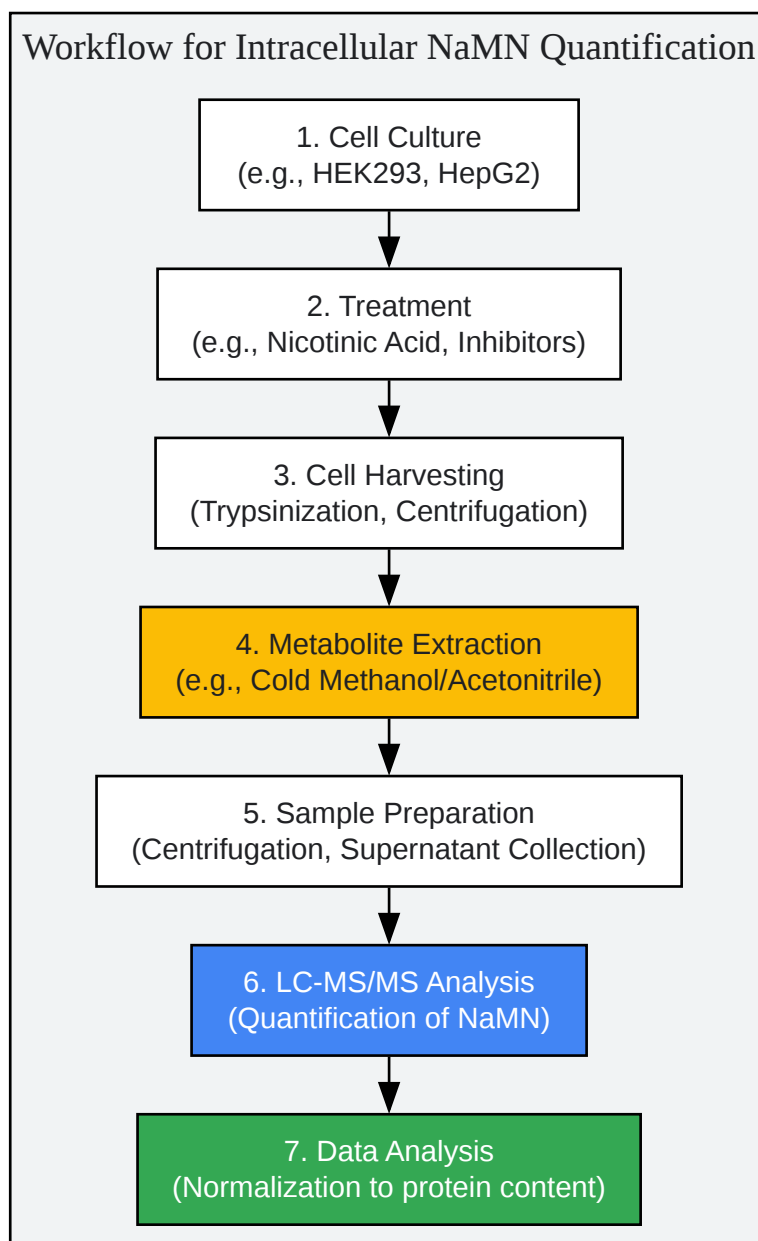 Workflow for Intracellular NaMN Quantification
1. Cell Culture
(e.g., HEK293, HepG2)
2. Treatment
(e.g., Nicotinic Acid, Inhibitors)
3. Cell Harvesting
(Trypsinization, Centrifugation)
4. Metabolite Extraction
(e.g., Cold Methanol/Acetonitrile)
5. Sample Preparation
(Centrifugation, Supernatant Collection)
6. LC-MS/MS Analysis
(Quantification of NaMN)
7. Data Analysis
(Normalization to protein content)